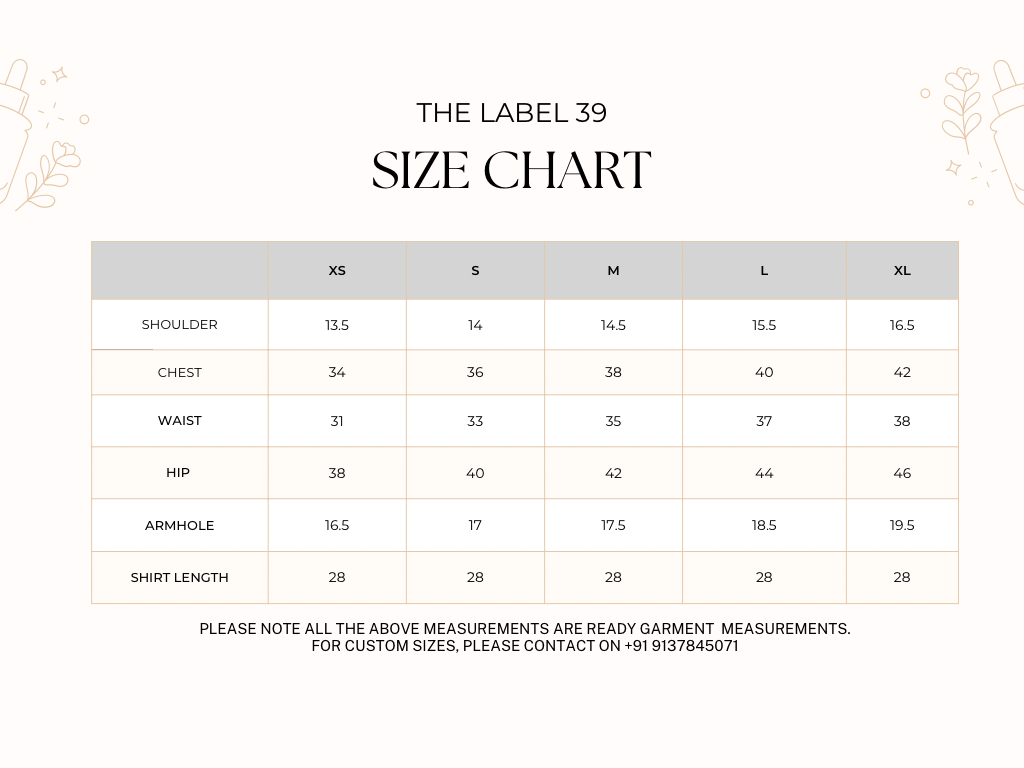 THE LABEL 39
SIZE CHART
XS S M L XL
SHOULDER 13.5 14 14.5 15.5 16.5
CHEST 34 36 38 40 42
WAIST 31 33 35 37 38
HIP 38 40 42 44 46
ARMHOLE 16.5 17 17.5 18.5 19.5
SHIRT LENGTH 28 28 28 28 28
PLEASE NOTE ALL THE ABOVE MEASUREMENTS ARE READY GARMENT MEASUREMENTS.
FOR CUSTOM SIZES, PLEASE CONTACT ON +91 9137845071